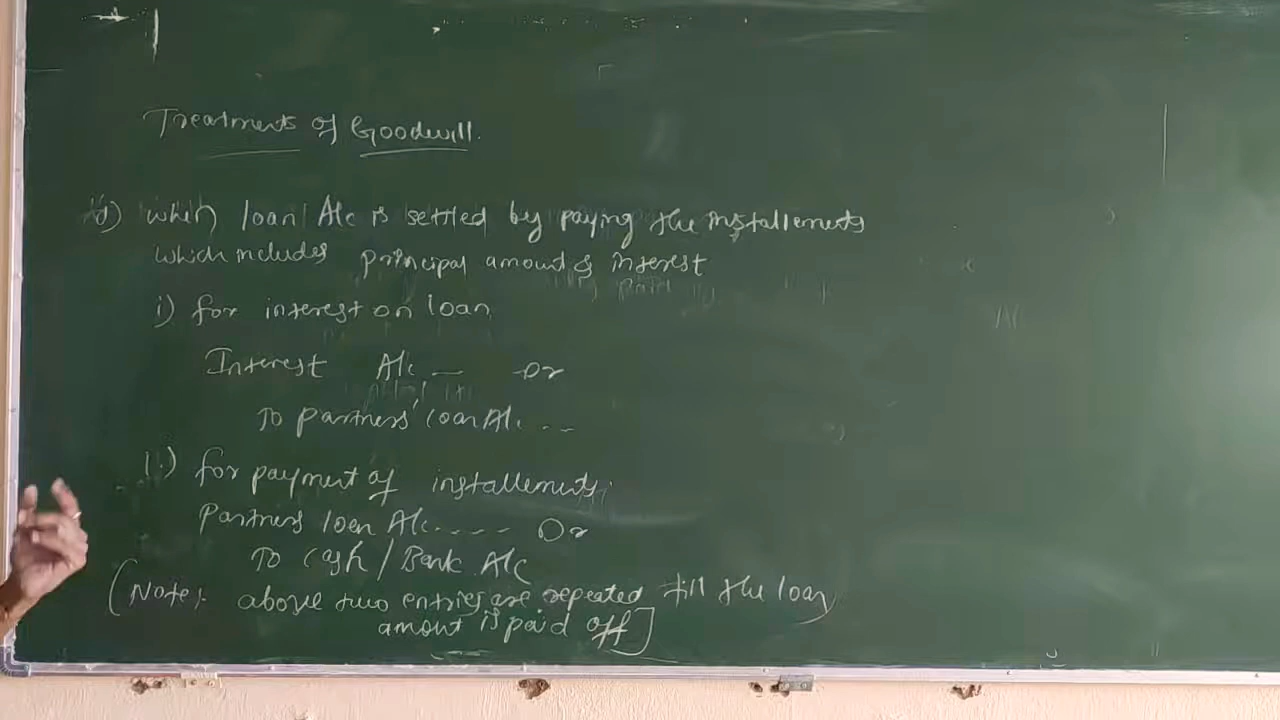 Treatments of Goodwill.
d) when loan A/c is settled by paying the installements
which includes principal amount & interest
i) for interest on loan
Interest A/c — Dr
To partners' loan A/c --
ii) for payment of installements
Partners loan A/c..... Dr
To Cash / Bank A/c
(Note:- above two entries are repeated till the loan
amount is paid off]